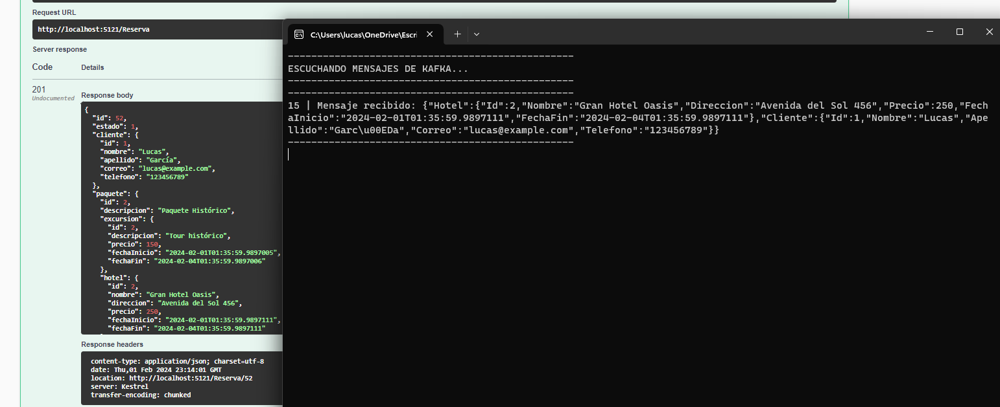 Request URL
http://localhost:5121/Reserva
Server response
Code Details
201
Undocumented
Response body
{
"id": 52,
"estado": 1,
"cliente": {
"id": 1,
"nombre": "Lucas",
"apellido": "García",
"correo": "lucas@example.com",
"telefono": "123456789"
},
"paquete": {
"id": 2,
"descripcion": "Paquete Histórico",
"excursion": {
"id": 2,
"descripcion": "Tour histórico",
"precio": 150,
"fechaInicio": "2024-02-01T01:35:59.9897005",
"fechaFin": "2024-02-04T01:35:59.9897006"
},
"hotel": {
"id": 2,
"nombre": "Gran Hotel Oasis",
"direccion": "Avenida del Sol 456",
"precio": 250,
"fechaInicio": "2024-02-01T01:35:59.9897111",
"fechaFin": "2024-02-04T01:35:59.9897111"
Response headers
content-type: application/json; charset=utf-8
date: Thu,01 Feb 2024 23:14:01 GMT
location: http://localhost:5121/Reserva/52
server: Kestrel
transfer-encoding: chunked
C:\Users\lucas\OneDrive\Escri
-------------------------------------------------
ESCUCHANDO MENSAJES DE KAFKA...
-------------------------------------------------
-------------------------------------------------
15 | Mensaje recibido: {"Hotel":{"Id":2,"Nombre":"Gran Hotel Oasis","Direccion":"Avenida del Sol 456","Precio":250,"Fech
aInicio":"2024-02-01T01:35:59.9897111","FechaFin":"2024-02-04T01:35:59.9897111"},"Cliente":{"Id":1,"Nombre":"Lucas","Ape
llido":"Garc\u00EDa","Correo":"lucas@example.com","Telefono":"123456789"}}
-------------------------------------------------